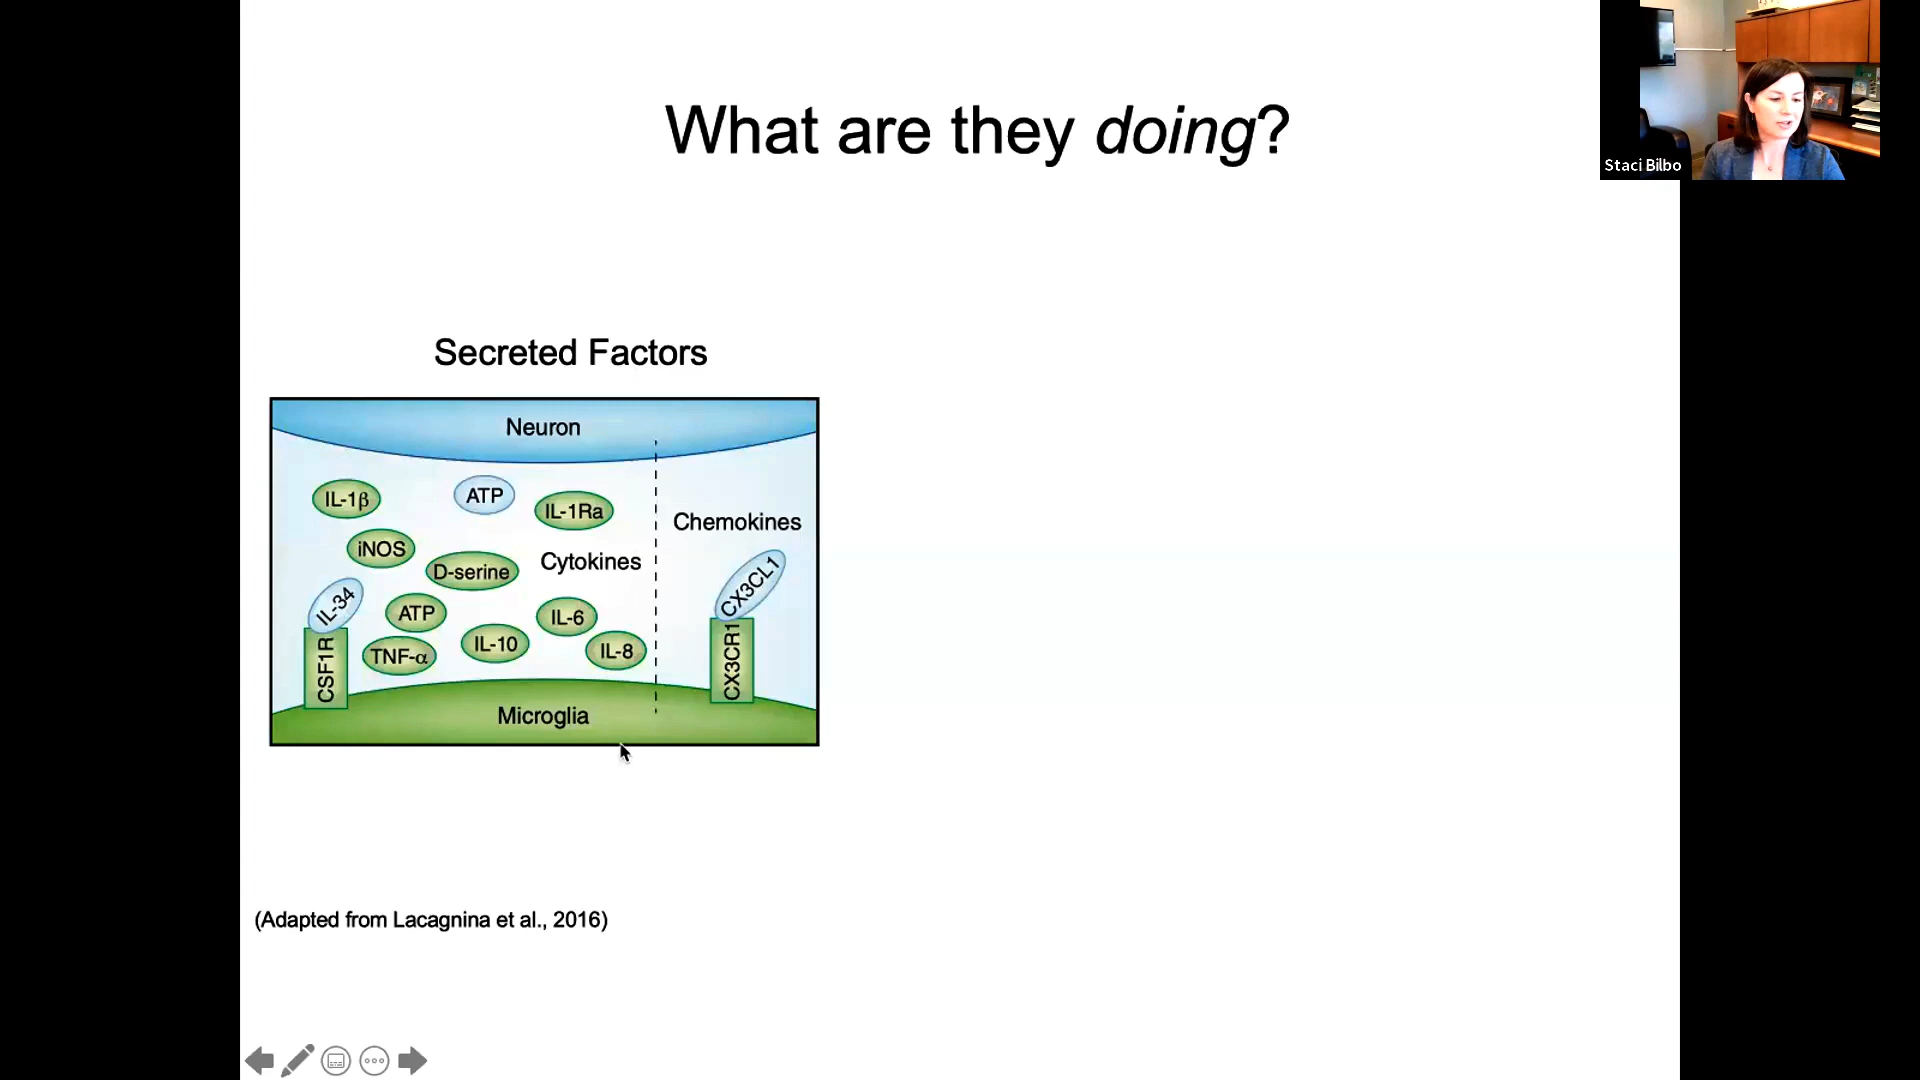 What are they doing?
Staci Bilbo
Secreted Factors
Neuron
IL-1β
ATP
IL-1Ra
Chemokines
iNOS
D-serine
Cytokines
CX3CL1
IL-34
ATP
IL-6
CSF1R
TNF-α
IL-10
IL-8
CX3CR1
Microglia
(Adapted from Lacagnina et al., 2016)